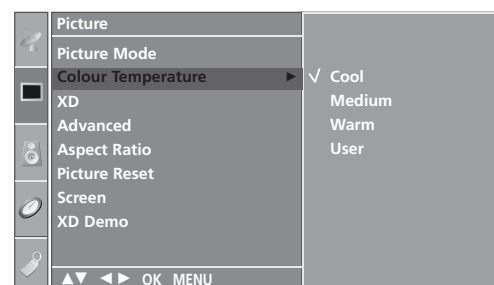 Picture
Picture Mode
Colour Temperature ► √ Cool
XD Medium
Advanced Warm
Aspect Ratio User
Picture Reset
Screen
XD Demo
▲▼ ◄► OK MENU